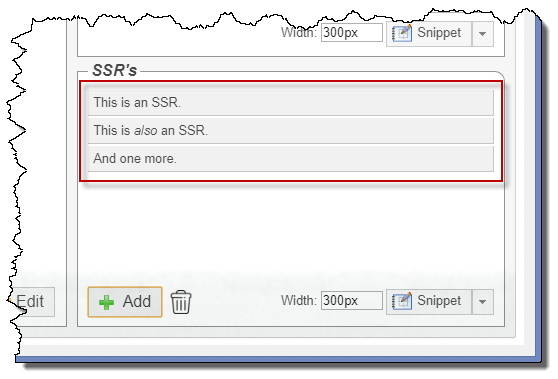 Width: 300px Snippet
SSR's
This is an SSR.
This is also an SSR.
And one more.
Edit Add Width: 300px Snippet